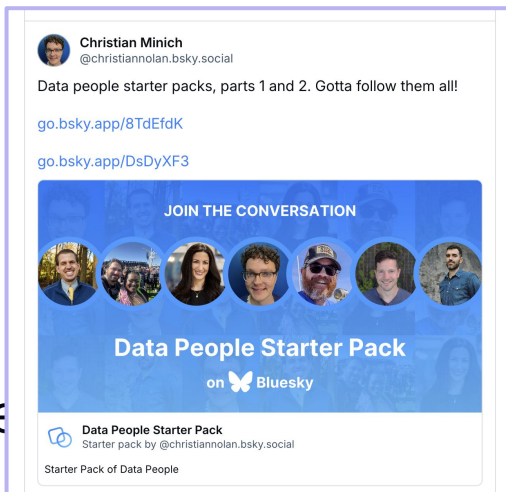 Christian Minich
@christiannolan.bsky.social
Data people starter packs, parts 1 and 2. Gotta follow them all!
go.bsky.app/8TdEfdK
go.bsky.app/DsDyXF3
JOIN THE CONVERSATION
Data People Starter Pack
on Bluesky
Data People Starter Pack
Starter pack by @christiannolan.bsky.social
Starter Pack of Data People